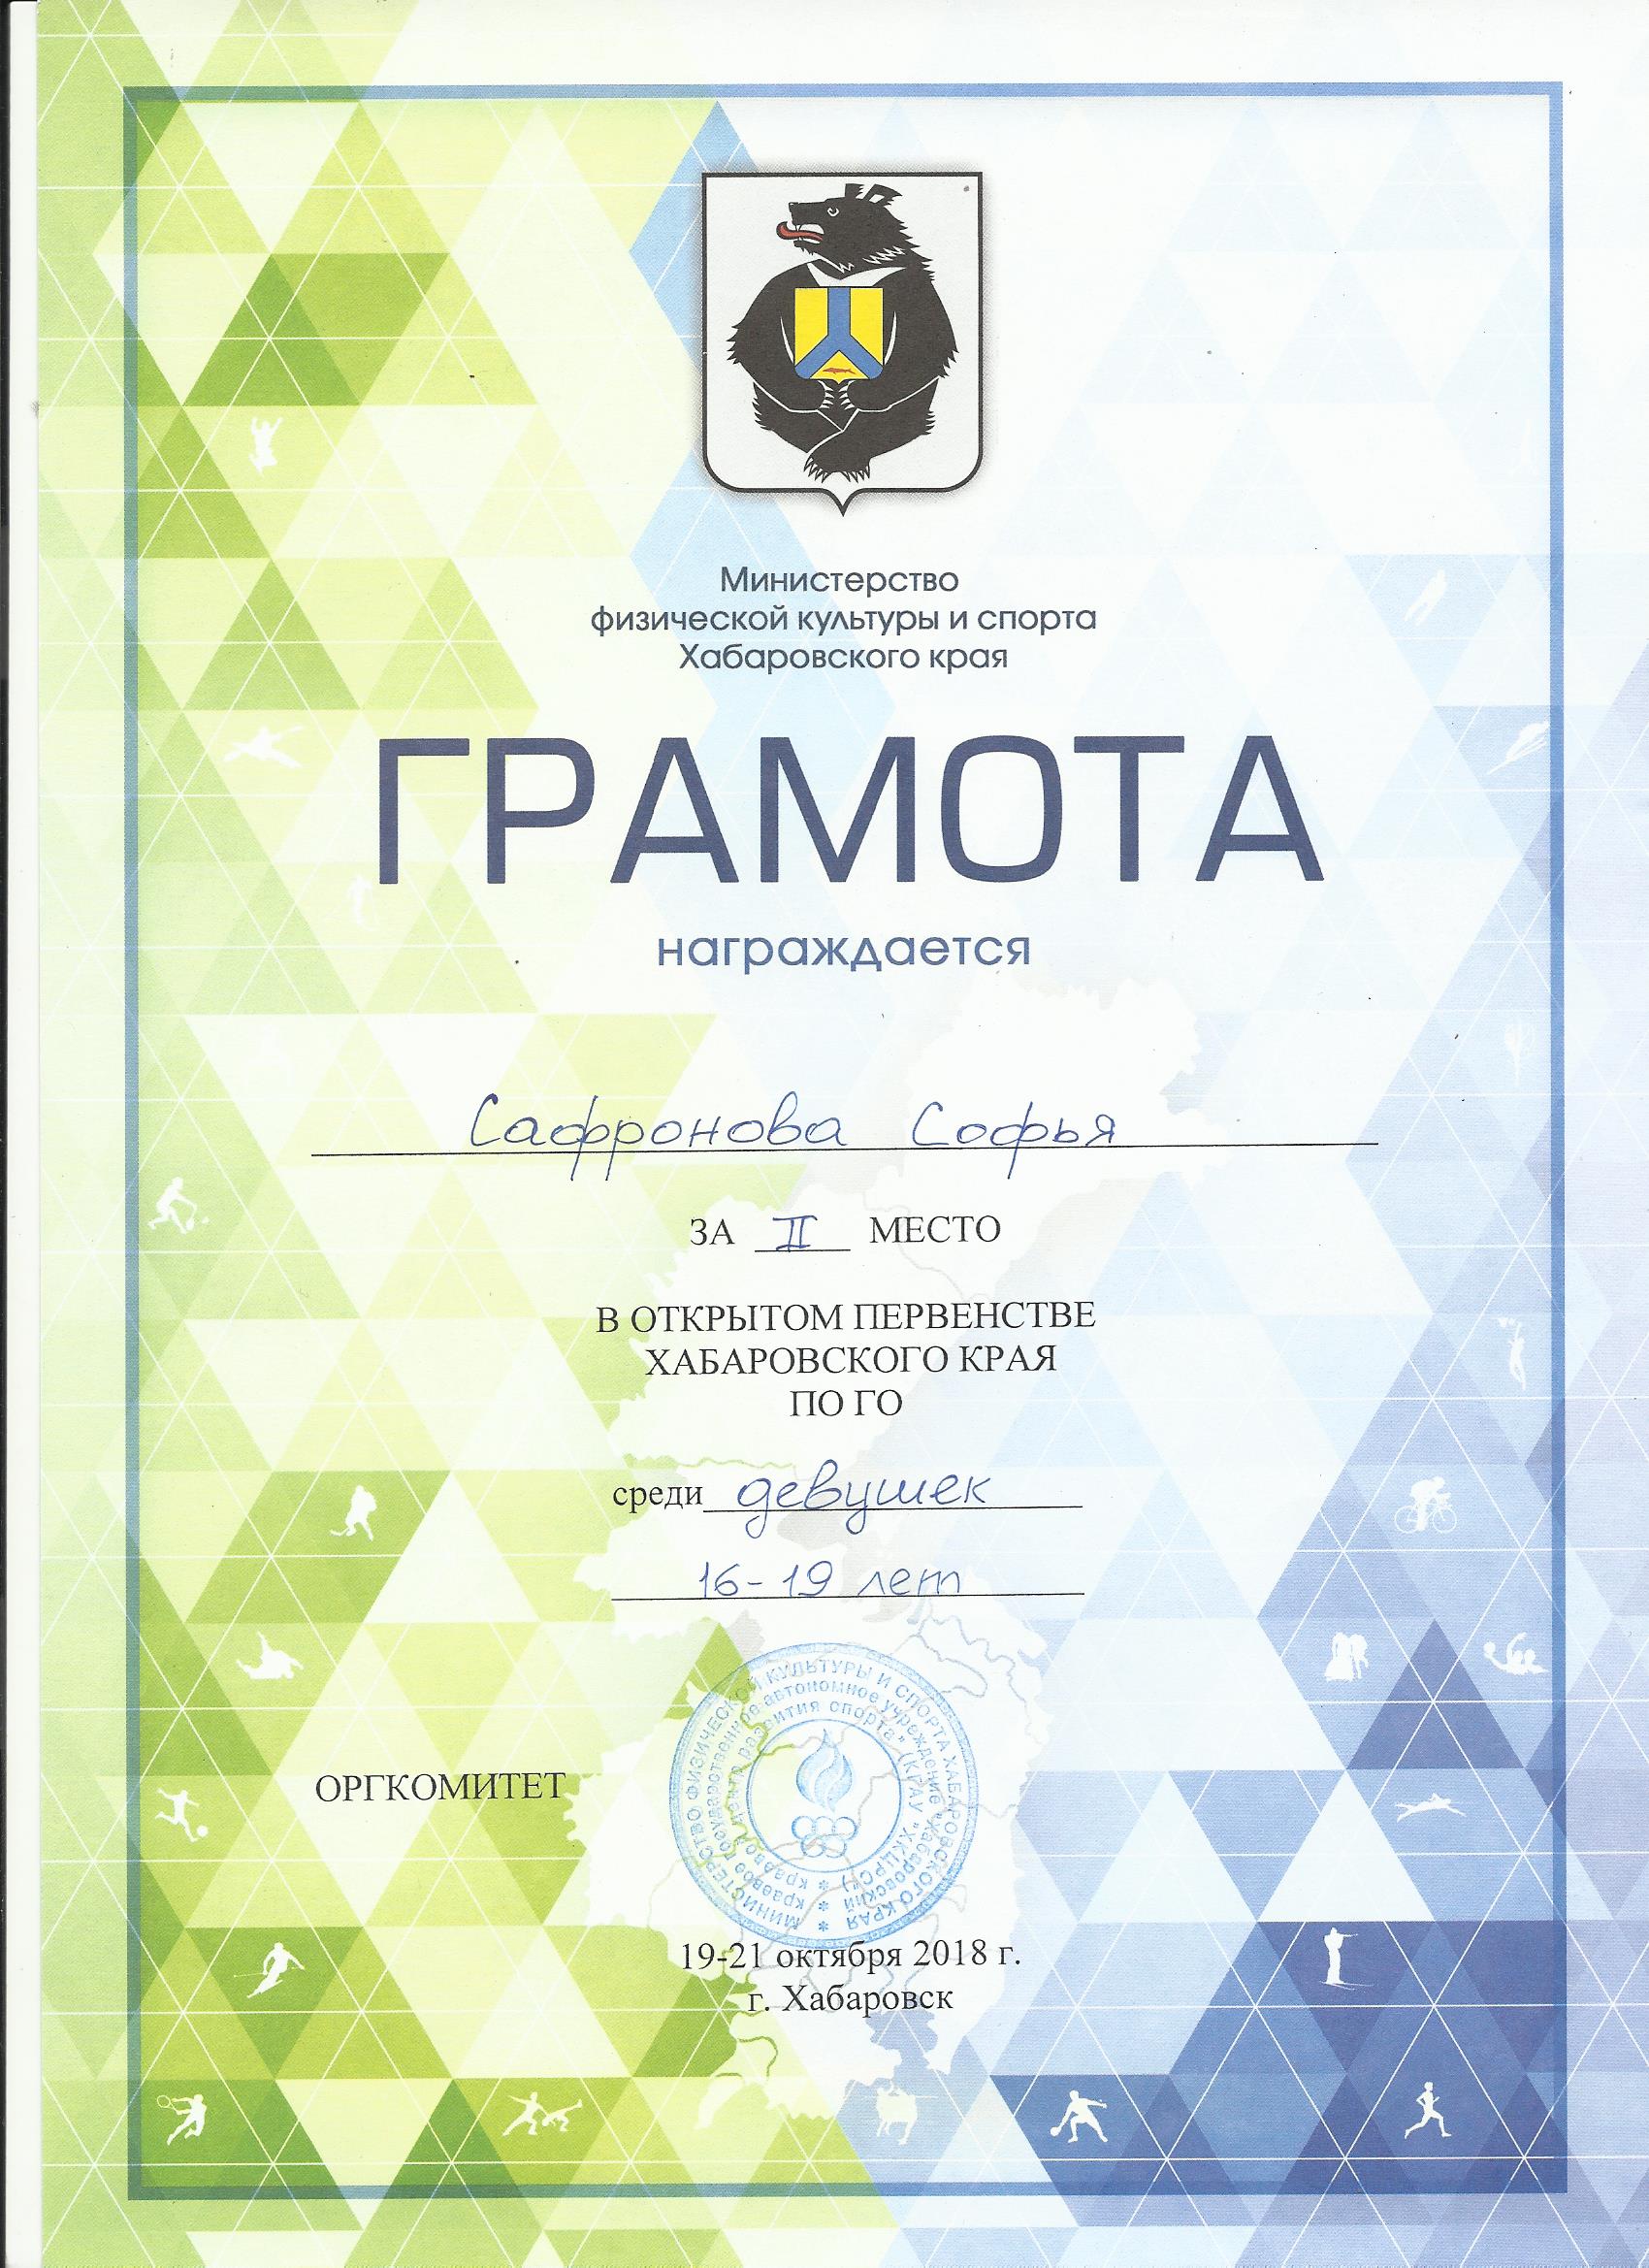 Министерство
физической культуры и спорта
Хабаровского края
ГРАМОТА
награждается
Сафронова Софья
ЗА II МЕСТО
В ОТКРЫТОМ ПЕРВЕНСТВЕ
ХАБАРОВСКОГО КРАЯ
ПО ГО
среди девушек
16-19 лет
МИНИСТЕРСТВО ФИЗИЧЕСКОЙ КУЛЬТУРЫ И СПОРТА ХАБАРОВСКОГО КРАЯ
краевое государственное автономное учреждение "Хабаровский
краевой центр развития спорта" (КГАУ "ХКЦРС")
ОРГКОМИТЕТ
19-21 октября 2018 г.
г. Хабаровск